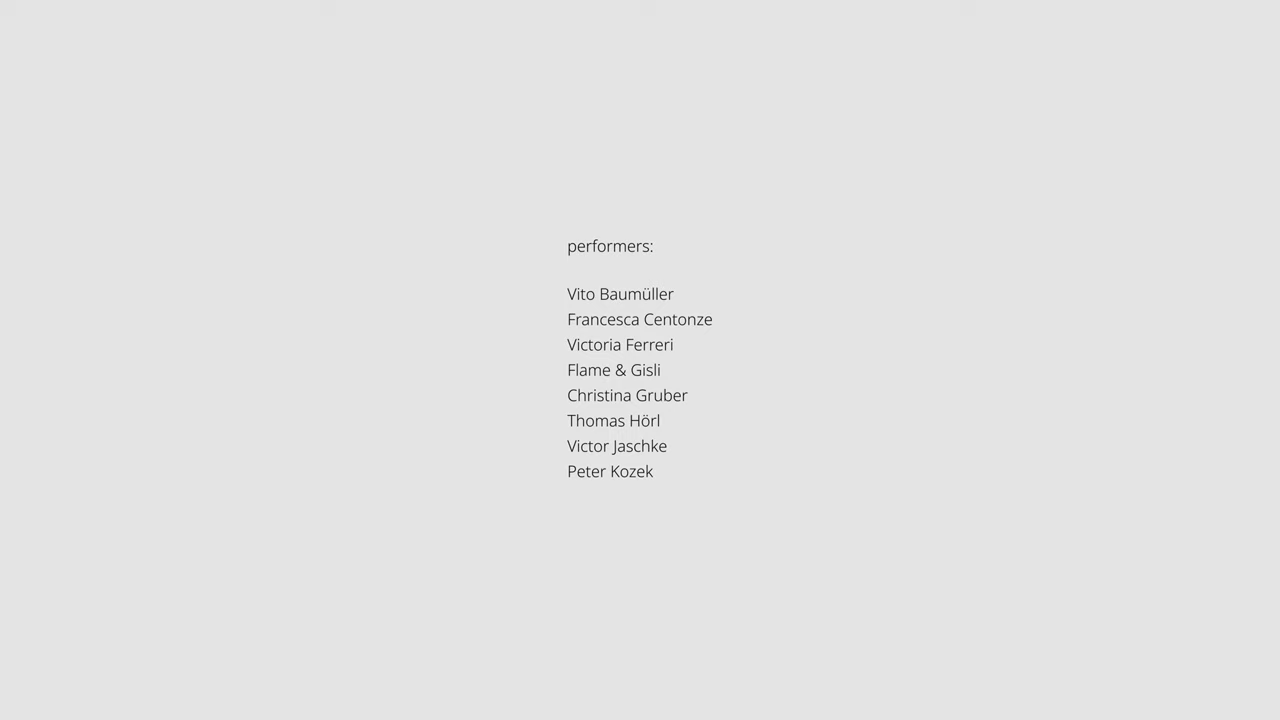 performers:
Vito Baumüller
Francesca Centonze
Victoria Ferreri
Flame & Gisli
Christina Gruber
Thomas Hörl
Victor Jaschke
Peter Kozek